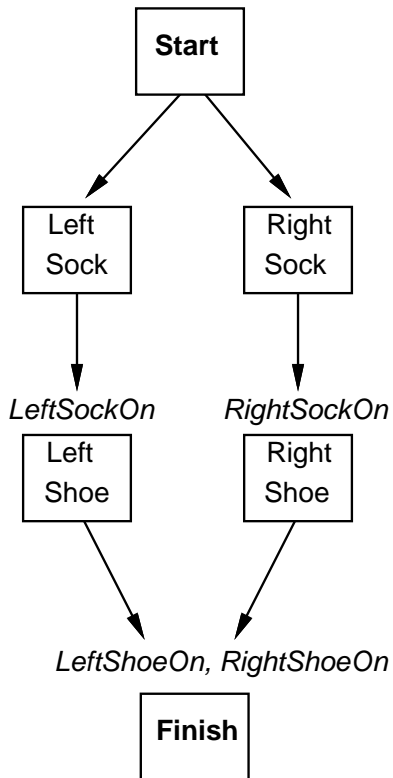 Start
Left
Sock
Right
Sock
LeftSockOn
RightSockOn
Left
Shoe
Right
Shoe
LeftShoeOn, RightShoeOn
Finish